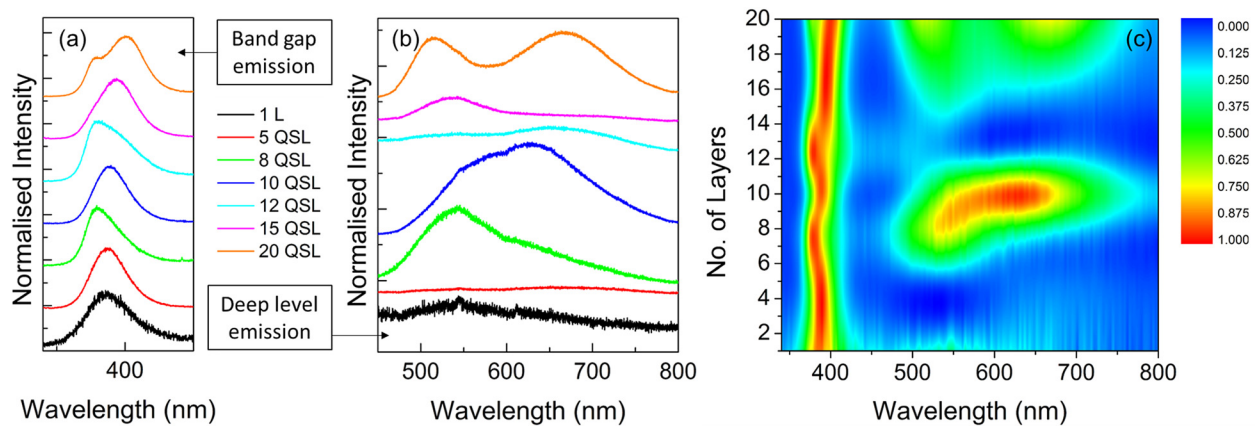 (a)
Normalised Intensity
400
Wavelength (nm)
Band gap
emission
1 L
5 QSL
8 QSL
10 QSL
12 QSL
15 QSL
20 QSL
Deep level
emission
(b)
Normalised Intensity
500 600 700 800
Wavelength (nm)
(c)
No. of Layers
20
18
16
14
12
10
8
6
4
2
400 500 600 700 800
Wavelength (nm)
0.000
0.125
0.250
0.375
0.500
0.625
0.750
0.875
1.000